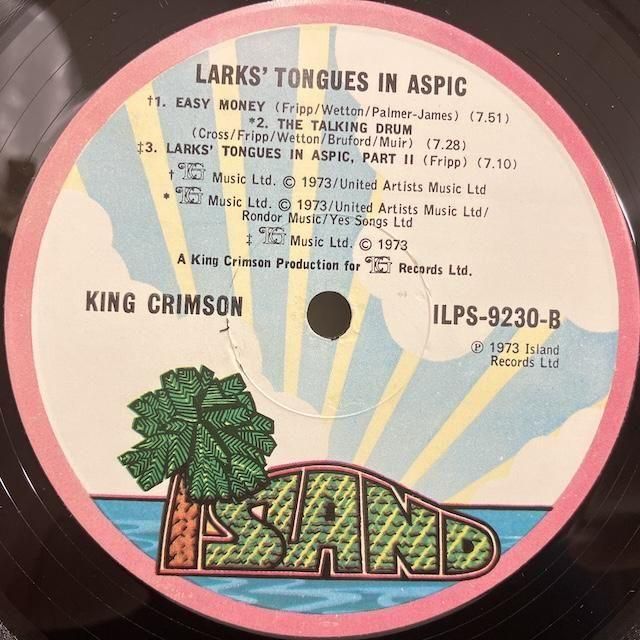 LARKS' TONGUES IN ASPIC
†1. EASY MONEY (Fripp/Wetton/Palmer-James) (7.51)
*2. THE TALKING DRUM
(Cross/Fripp/Wetton/Bruford/Muir) (7.28)
‡3. LARKS' TONGUES IN ASPIC, PART II (Fripp) (7.10)
† EG Music Ltd. © 1973/United Artists Music Ltd
* EG Music Ltd. © 1973/United Artists Music Ltd/
Rondor Music/Yes Songs Ltd
‡ EG Music Ltd. © 1973
A King Crimson Production for EG Records Ltd.
KING CRIMSON
ILPS-9230-B
℗ 1973 Island
Records Ltd
ISLAND